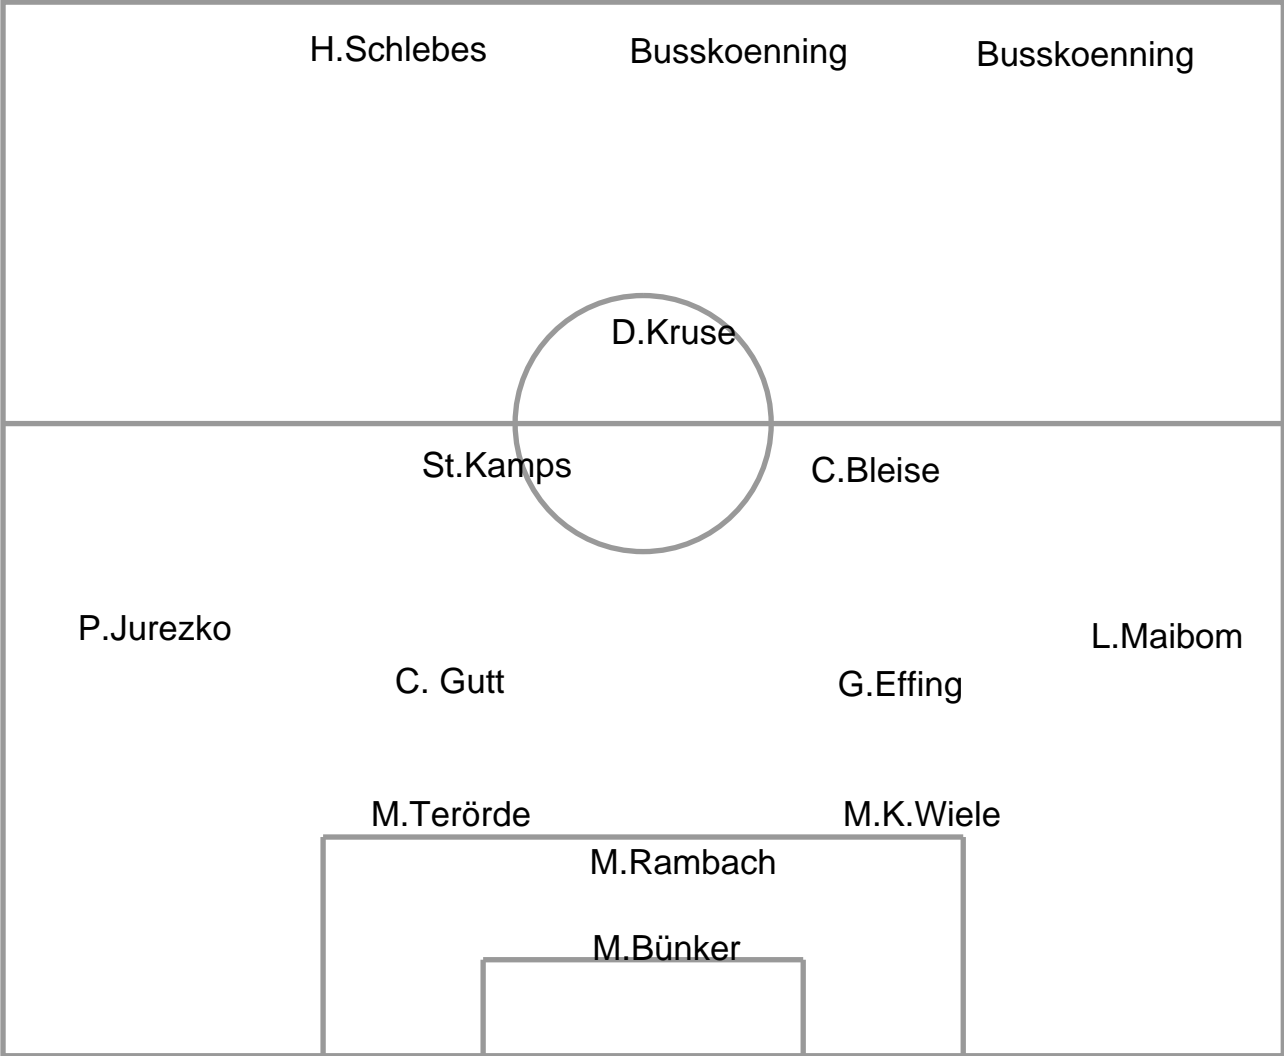 H.Schlebes
Busskoenning
Busskoenning
D.Kruse
St.Kamps
C.Bleise
P.Jurezko
L.Maibom
C. Gutt
G.Effing
M.Terörde
M.K.Wiele
M.Rambach
M.Bünker